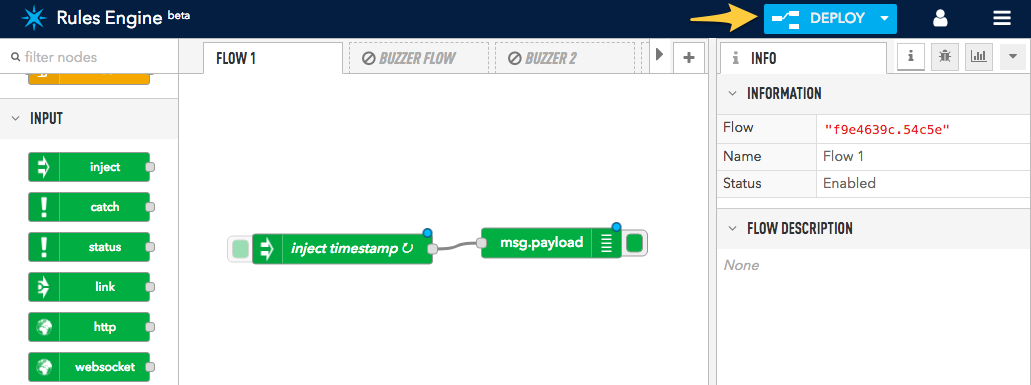 Rules Engine beta
DEPLOY
filter nodes
FLOW 1
BUZZER FLOW
BUZZER 2
+
i INFO
i
INPUT
inject
catch
status
link
http
websocket
inject timestamp ↻
msg.payload
INFORMATION
Flow "f9e4639c.54c5e"
Name Flow 1
Status Enabled
FLOW DESCRIPTION
None